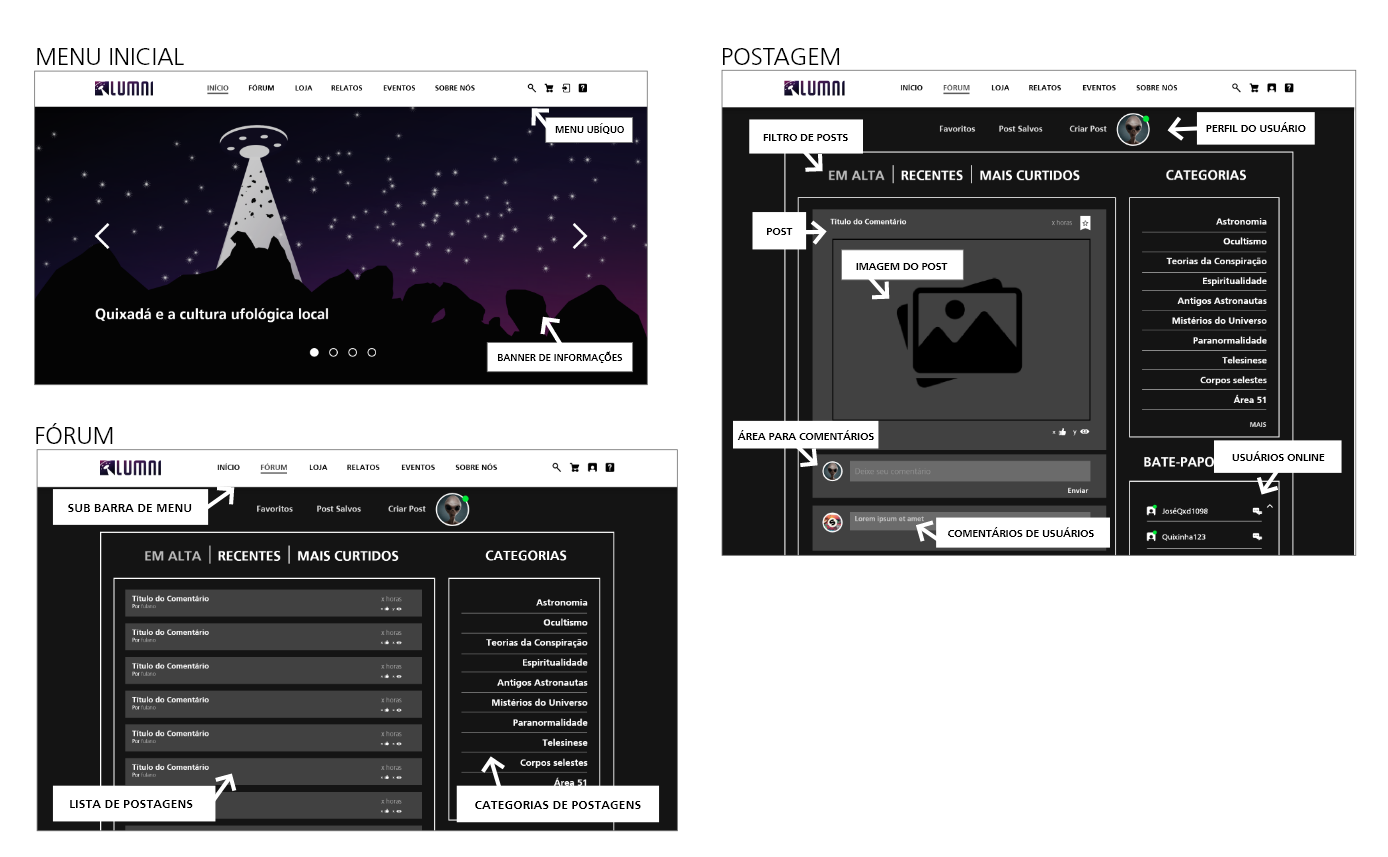 MENU INICIAL
LUMNI
INÍCIO FÓRUM LOJA RELATOS EVENTOS SOBRE NÓS
?
MENU UBÍQUO
Quixadá e a cultura ufológica local
BANNER DE INFORMAÇÕES
FÓRUM
LUMNI
INÍCIO FÓRUM LOJA RELATOS EVENTOS SOBRE NÓS
?
SUB BARRA DE MENU
Favoritos Post Salvos Criar Post
EM ALTA | RECENTES | MAIS CURTIDOS
CATEGORIAS
Título do Comentário x horas
Por fulano
Título do Comentário x horas
Por fulano
Título do Comentário x horas
Por fulano
Título do Comentário x horas
Por fulano
Título do Comentário x horas
Por fulano
Título do Comentário x horas
x horas
LISTA DE POSTAGENS
Astronomia
Ocultismo
Teorias da Conspiração
Espiritualidade
Antigos Astronautas
Mistérios do Universo
Paranormalidade
Telesinese
Corpos selestes
Área 51
CATEGORIAS DE POSTAGENS
POSTAGEM
LUMNI
INÍCIO FÓRUM LOJA RELATOS EVENTOS SOBRE NÓS
?
Favoritos Post Salvos Criar Post
PERFIL DO USUÁRIO
FILTRO DE POSTS
EM ALTA | RECENTES | MAIS CURTIDOS
CATEGORIAS
POST
Título do Comentário x horas
IMAGEM DO POST
x y
ÁREA PARA COMENTÁRIOS
Deixe seu comentário
Enviar
Lorem ipsum et amet
COMENTÁRIOS DE USUÁRIOS
Astronomia
Ocultismo
Teorias da Conspiração
Espiritualidade
Antigos Astronautas
Mistérios do Universo
Paranormalidade
Telesinese
Corpos selestes
Área 51
MAIS
BATE-PAPO
USUÁRIOS ONLINE
JoséQxd1098
Quixinha123